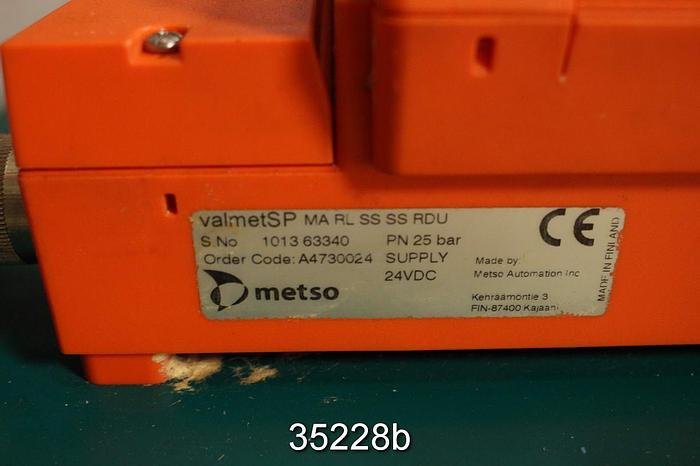 valmetSP MA RL SS SS RDU
S.No 1013 63340 PN 25 bar
Order Code: A4730024 SUPPLY
24VDC
metso
Made by:
Metso Automation Inc
Kenraamontie 3
FIN-87400 Kajaani
CE
MADE IN FINLAND
35228b